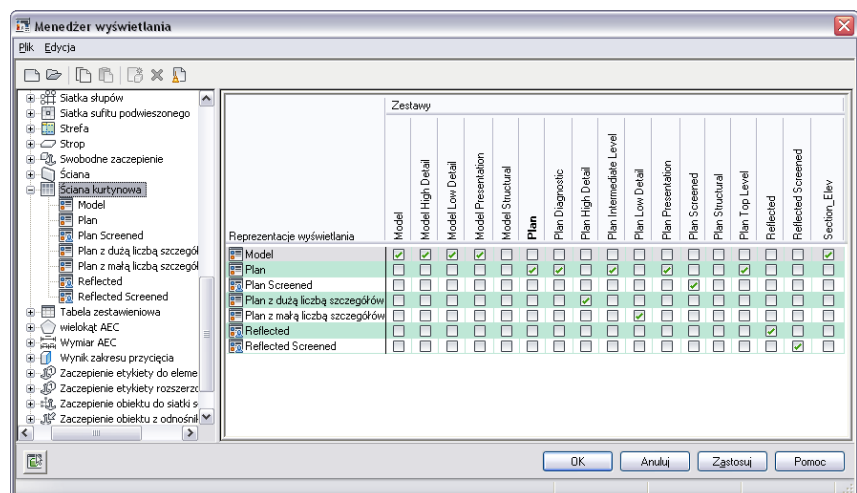 Menedżer wyświetlania
Plik Edycja
Siatka słupów
Siatka sufitu podwieszonego
Strefa
Strop
Swobodne zaczepienie
Ściana
Ściana kurtynowa
Model
Plan
Plan Screened
Plan z dużą liczbą szczegół
Plan z małą liczbą szczegół
Reflected
Reflected Screened
Tabela zestawieniowa
wielokąt AEC
Wymiar AEC
Wynik zakresu przycięcia
Zaczepienie etykiety do eleme
Zaczepienie etykiety rozszerzo
Zaczepienie obiektu do siatki s
Zaczepienie obiektu z odnośnik
Zestawy
Reprezentacje wyświetlania
Model
Model High Detail
Model Low Detail
Model Presentation
Model Structural
Plan
Plan Diagnostic
Plan High Detail
Plan Intermediate Level
Plan Low Detail
Plan Presentation
Plan Screened
Plan Structural
Plan Top Level
Reflected
Reflected Screened
Section_Elev
Model
Plan
Plan Screened
Plan z dużą liczbą szczegółów
Plan z małą liczbą szczegółów
Reflected
Reflected Screened
OK Anuluj Zastosuj Pomoc